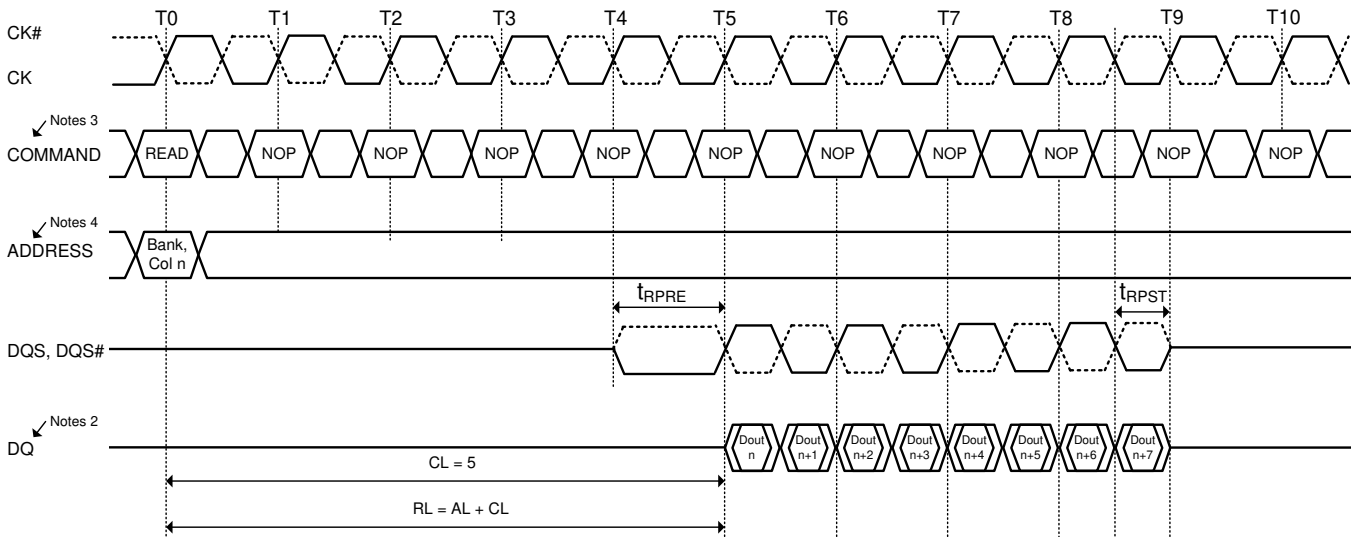 T0 T1 T2 T3 T4 T5 T6 T7 T8 T9 T10
CK#
CK
Notes 3
COMMAND READ NOP NOP NOP NOP NOP NOP NOP NOP NOP NOP
Notes 4
ADDRESS
Bank,
Col n
tRPRE tRPST
DQS, DQS#
Notes 2
DQ
Dout Dout Dout Dout Dout Dout Dout Dout
n n+1 n+2 n+3 n+4 n+5 n+6 n+7
CL = 5
RL = AL + CL